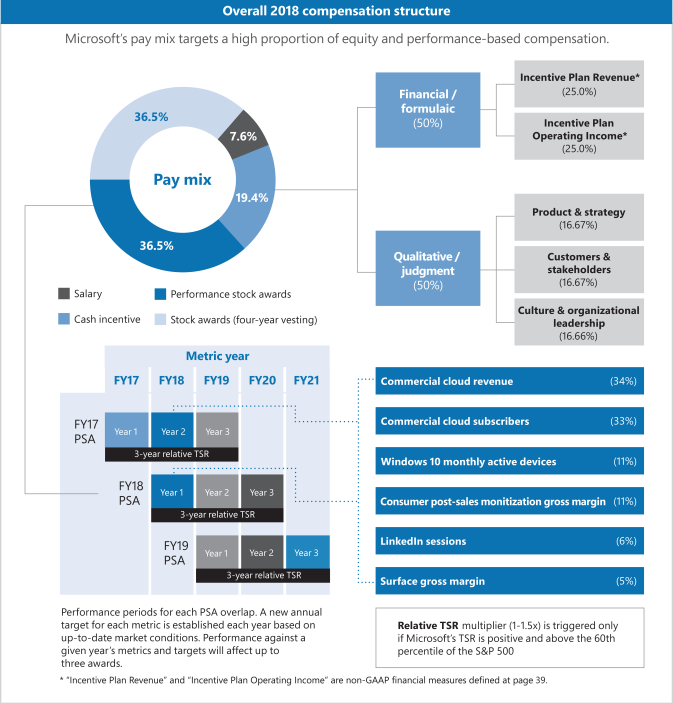 Overall 2018 compensation structure
Microsoft's pay mix targets a high proportion of equity and performance-based compensation.
36.5%
7.6%
Pay mix
19.4%
36.5%
Salary
Performance stock awards
Cash incentive
Stock awards (four-year vesting)
Financial /
formulaic
(50%)
Incentive Plan Revenue*
(25.0%)
Incentive Plan
Operating Income*
(25.0%)
Qualitative /
judgment
(50%)
Product & strategy
(16.67%)
Customers &
stakeholders
(16.67%)
Culture & organizational
leadership
(16.66%)
Metric year
FY17 FY18 FY19 FY20 FY21
FY17
PSA
Year 1 Year 2 Year 3
3-year relative TSR
FY18
PSA
Year 1 Year 2 Year 3
3-year relative TSR
FY19
PSA
Year 1 Year 2 Year 3
3-year relative TSR
Commercial cloud revenue (34%)
Commercial cloud subscribers (33%)
Windows 10 monthly active devices (11%)
Consumer post-sales monitization gross margin (11%)
LinkedIn sessions (6%)
Surface gross margin (5%)
Performance periods for each PSA overlap. A new annual
target for each metric is established each year based on
up-to-date market conditions. Performance against a
given year's metrics and targets will affect up to
three awards.
Relative TSR multiplier (1-1.5x) is triggered only
if Microsoft's TSR is positive and above the 60th
percentile of the S&P 500
* "Incentive Plan Revenue" and "Incentive Plan Operating Income" are non-GAAP financial measures defined at page 39.